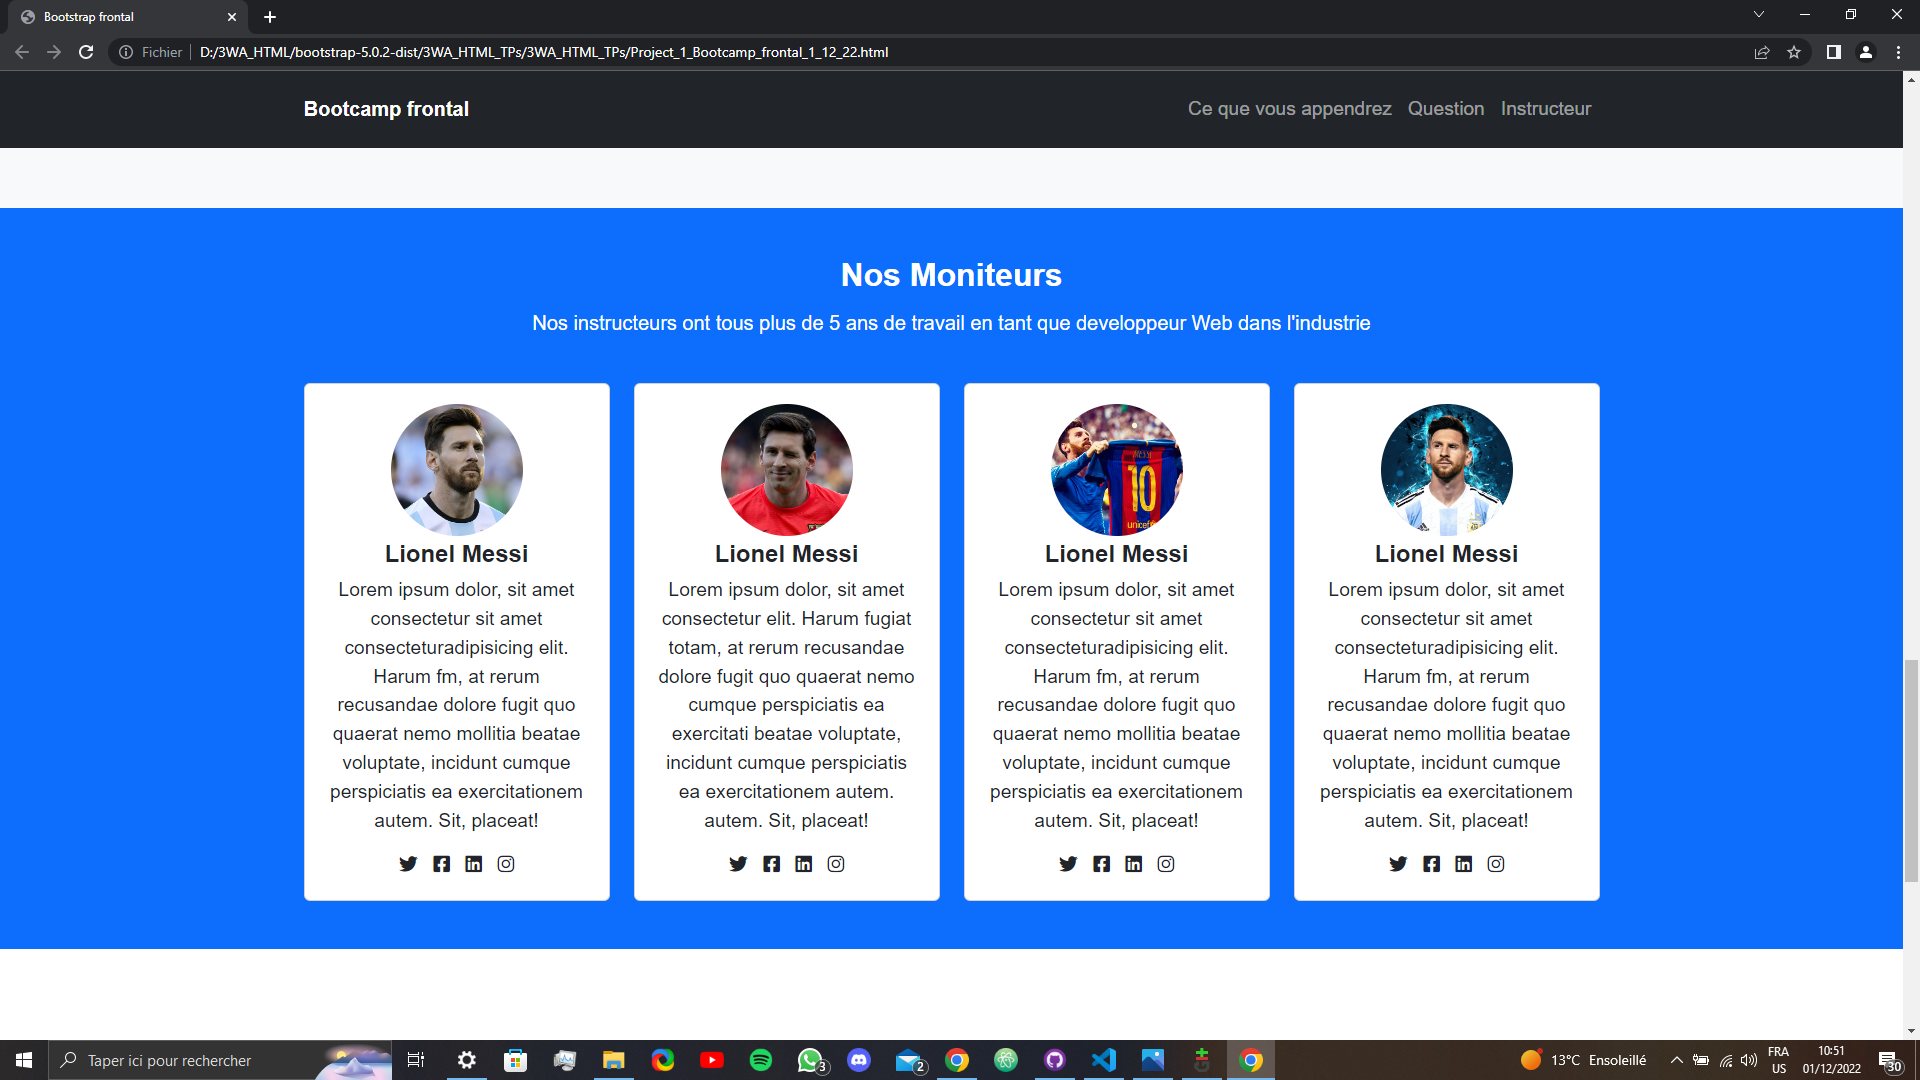 Bootstrap frontal
Fichier
D:/3WA_HTML/bootstrap-5.0.2-dist/3WA_HTML_TPs/3WA_HTML_TPs/Project_1_Bootcamp_frontal_1_12_22.html
Bootcamp frontal
Ce que vous appendrez Question Instructeur
Nos Moniteurs
Nos instructeurs ont tous plus de 5 ans de travail en tant que developpeur Web dans l'industrie
Lionel Messi
Lorem ipsum dolor, sit amet
consectetur sit amet
consecteturadipisicing elit.
Harum fm, at rerum
recusandae dolore fugit quo
quaerat nemo mollitia beatae
voluptate, incidunt cumque
perspiciatis ea exercitationem
autem. Sit, placeat!
Lionel Messi
Lorem ipsum dolor, sit amet
consectetur elit. Harum fugiat
totam, at rerum recusandae
dolore fugit quo quaerat nemo
cumque perspiciatis ea
exercitati beatae voluptate,
incidunt cumque perspiciatis
ea exercitationem autem.
Sit, placeat!
MESSI
10
unicef
Lionel Messi
Lorem ipsum dolor, sit amet
consectetur sit amet
consecteturadipisicing elit.
Harum fm, at rerum
recusandae dolore fugit quo
quaerat nemo mollitia beatae
voluptate, incidunt cumque
perspiciatis ea exercitationem
autem. Sit, placeat!
Lionel Messi
Lorem ipsum dolor, sit amet
consectetur sit amet
consecteturadipisicing elit.
Harum fm, at rerum
recusandae dolore fugit quo
quaerat nemo mollitia beatae
voluptate, incidunt cumque
perspiciatis ea exercitationem
autem. Sit, placeat!
Taper ici pour rechercher
3
2
13°C Ensoleillé
FRA
US
10:51
01/12/2022
30